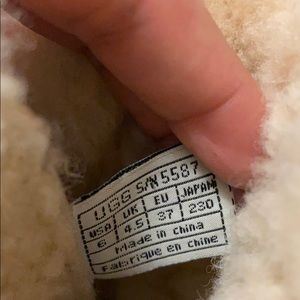 UGG S/N 5587
USA UK EU JAPAN
6 4.5 37 230
Made in china
Fabriqué en chine